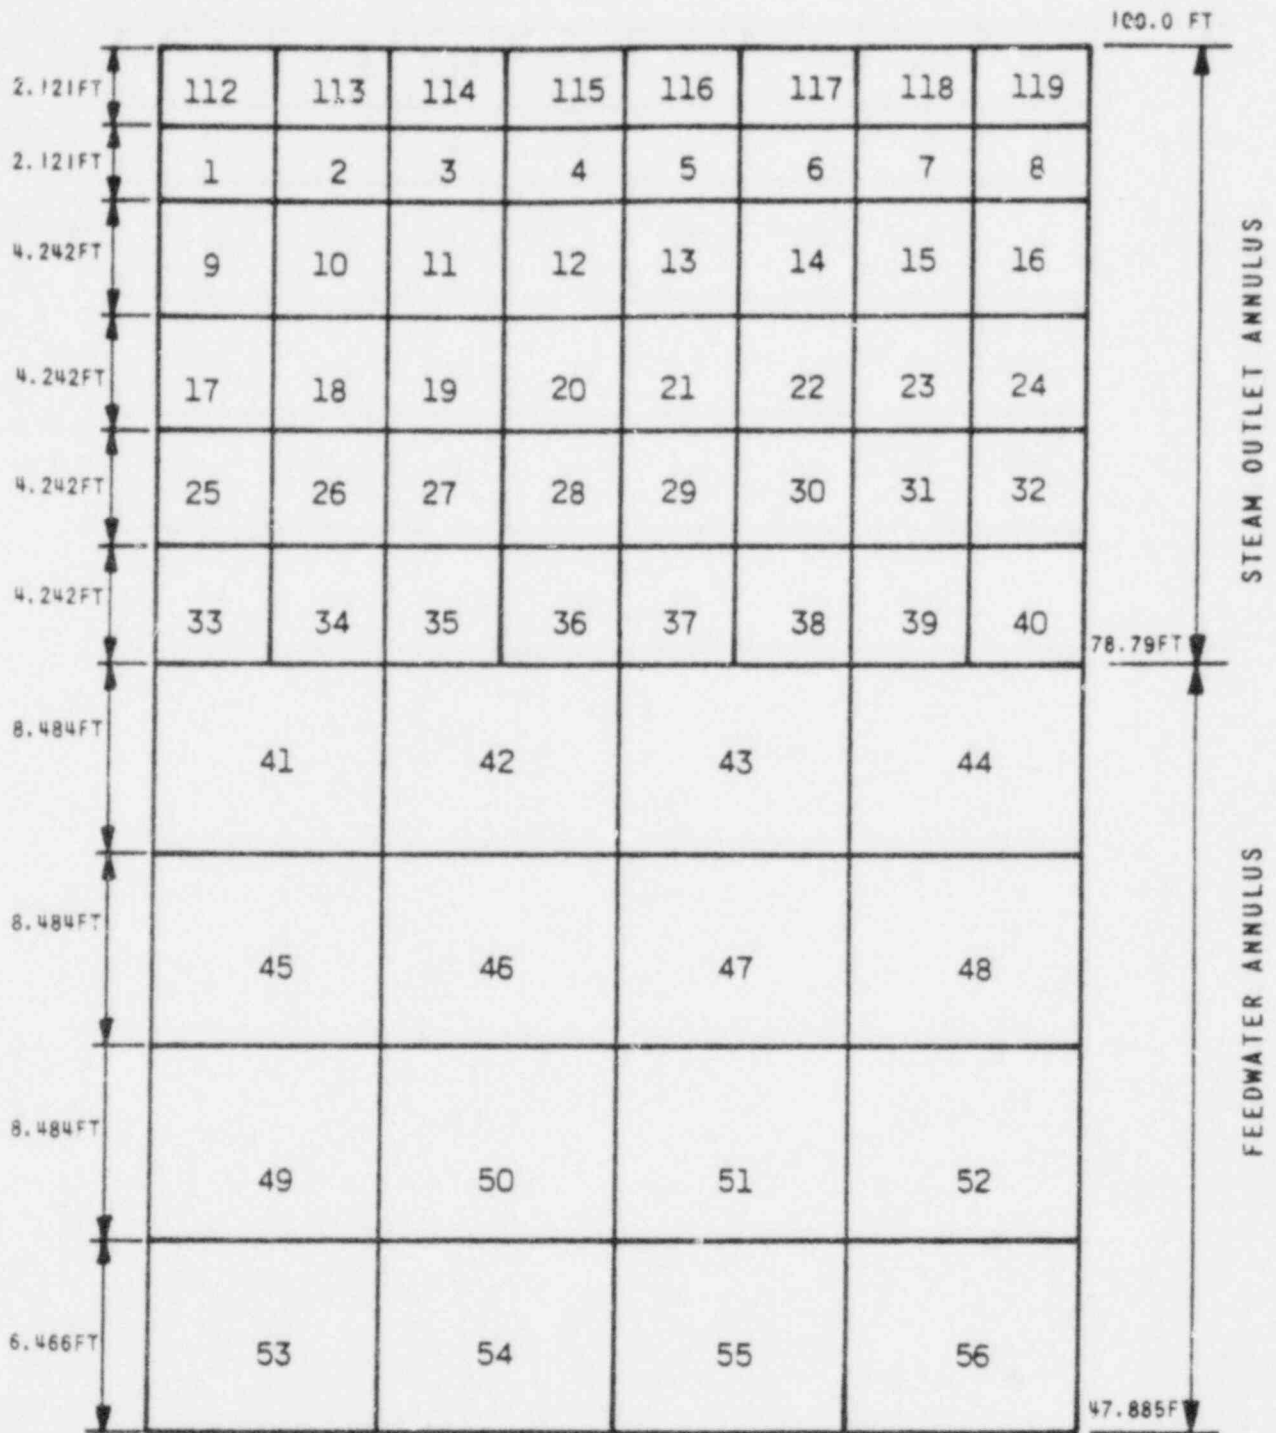 100.0 FT
2.121FT 112 113 114 115 116 117 118 119
2.121FT 1 2 3 4 5 6 7 8
4.242FT 9 10 11 12 13 14 15 16
4.242FT 17 18 19 20 21 22 23 24
4.242FT 25 26 27 28 29 30 31 32
4.242FT 33 34 35 36 37 38 39 40
78.79FT
STEAM OUTLET ANNULUS
8.484FT 41 42 43 44
8.484FT 45 46 47 48
8.484FT 49 50 51 52
6.466FT 53 54 55 56
47.885F
FEEDWATER ANNULUS